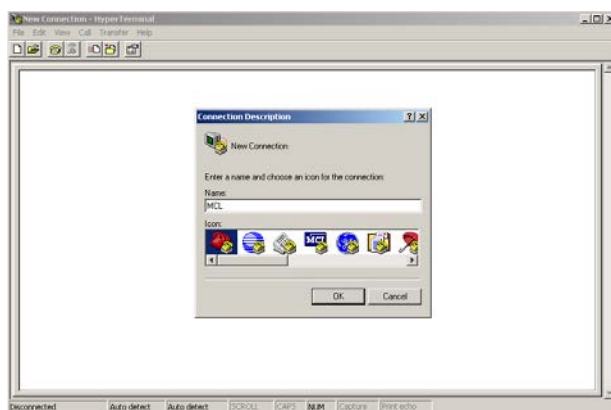 New Connection - HyperTerminal
File Edit View Call Transfer Help
Connection Description
New Connection
Enter a name and choose an icon for the connection:
Name:
MCL
Icon:
MCI
OK Cancel
Disconnected Auto detect Auto detect SCROLL CAPS NUM Capture Print echo